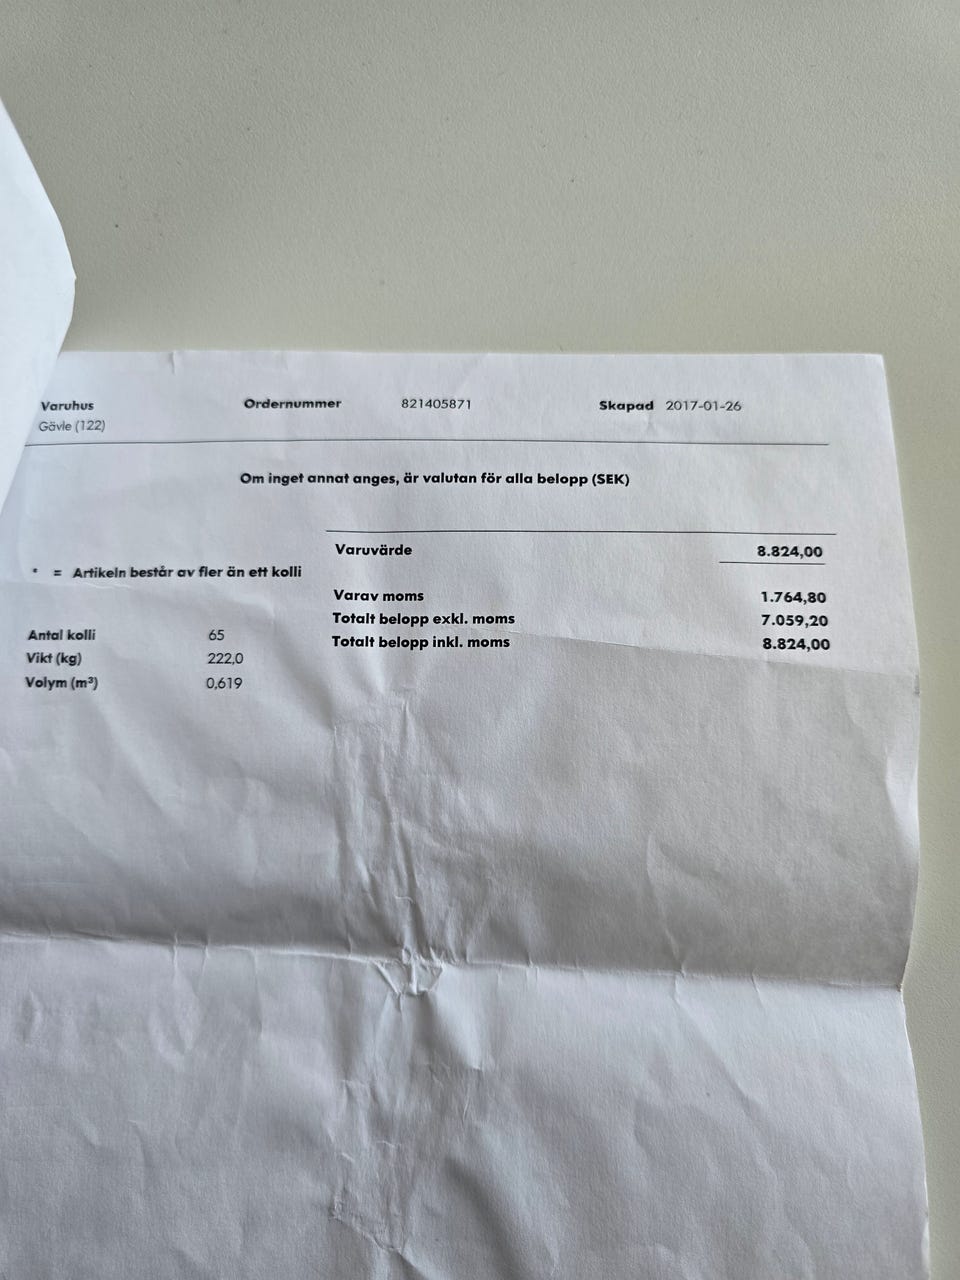 Varuhus Ordernummer 821405871 Skapad 2017-01-26
Gävle (122)
Om inget annat anges, är valutan för alla belopp (SEK)
Varuvärde 8.824,00
* = Artikeln består av fler än ett kolli
Varav moms 1.764,80
Totalt belopp exkl. moms 7.059,20
Totalt belopp inkl. moms 8.824,00
Antal kolli 65
Vikt (kg) 222,0
Volym (m³) 0,619